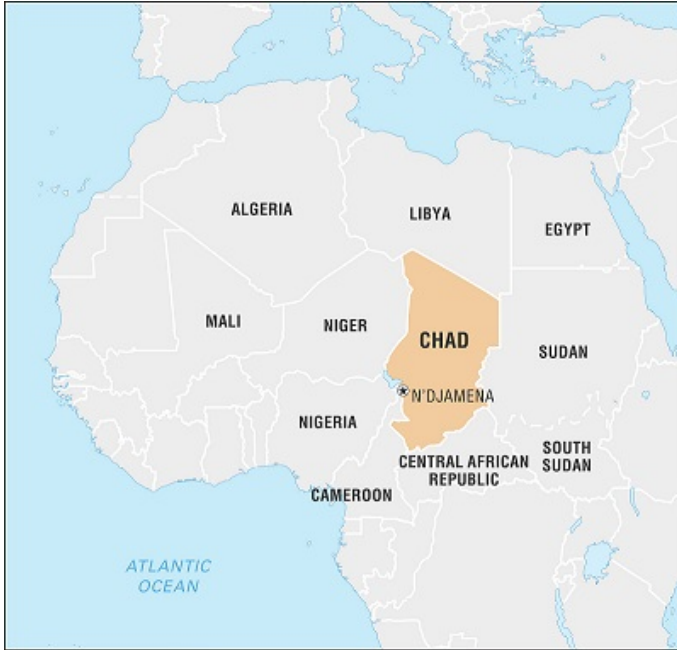 ALGERIA
LIBYA
EGYPT
MALI
NIGER
CHAD
SUDAN
N'DJAMENA
NIGERIA
CENTRAL AFRICAN
REPUBLIC
SOUTH
SUDAN
CAMEROON
ATLANTIC
OCEAN